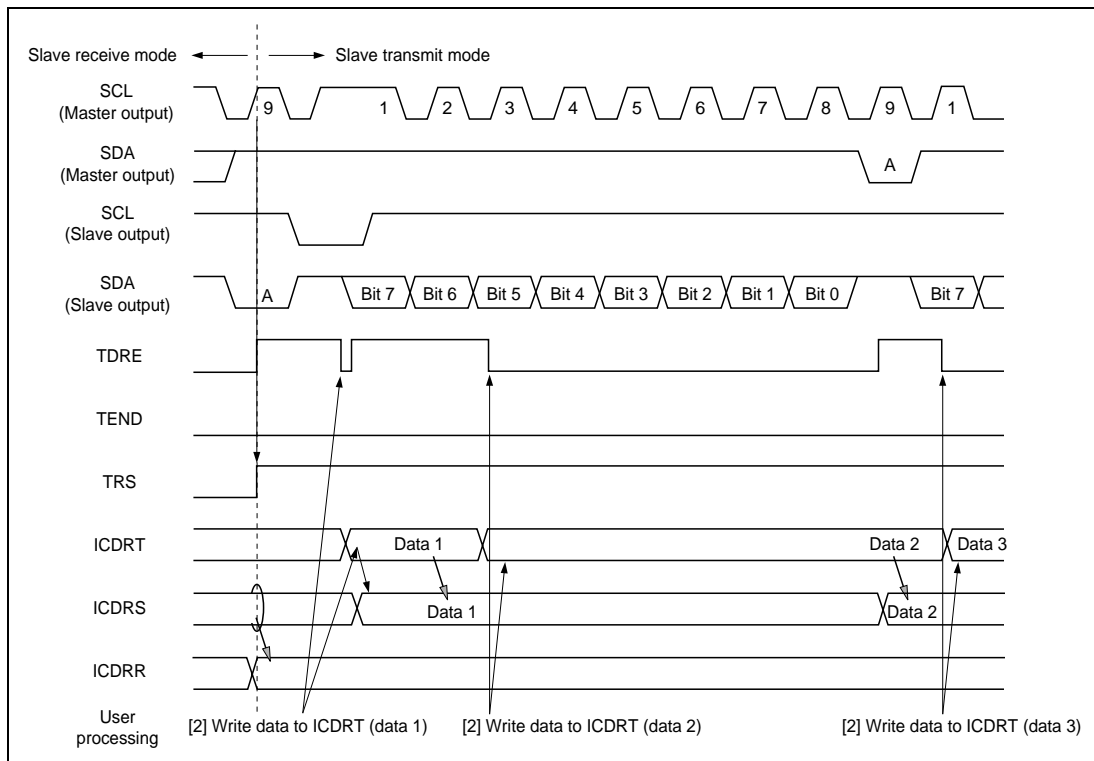 Slave receive mode Slave transmit mode
SCL
(Master output)
9 1 2 3 4 5 6 7 8 9 1
SDA
(Master output)
A
SCL
(Slave output)
SDA
(Slave output)
A Bit 7 Bit 6 Bit 5 Bit 4 Bit 3 Bit 2 Bit 1 Bit 0 Bit 7
TDRE
TEND
TRS
ICDRT Data 1 Data 2 Data 3
ICDRS Data 1 Data 2
ICDRR
User
processing
[2] Write data to ICDRT (data 1) [2] Write data to ICDRT (data 2) [2] Write data to ICDRT (data 3)